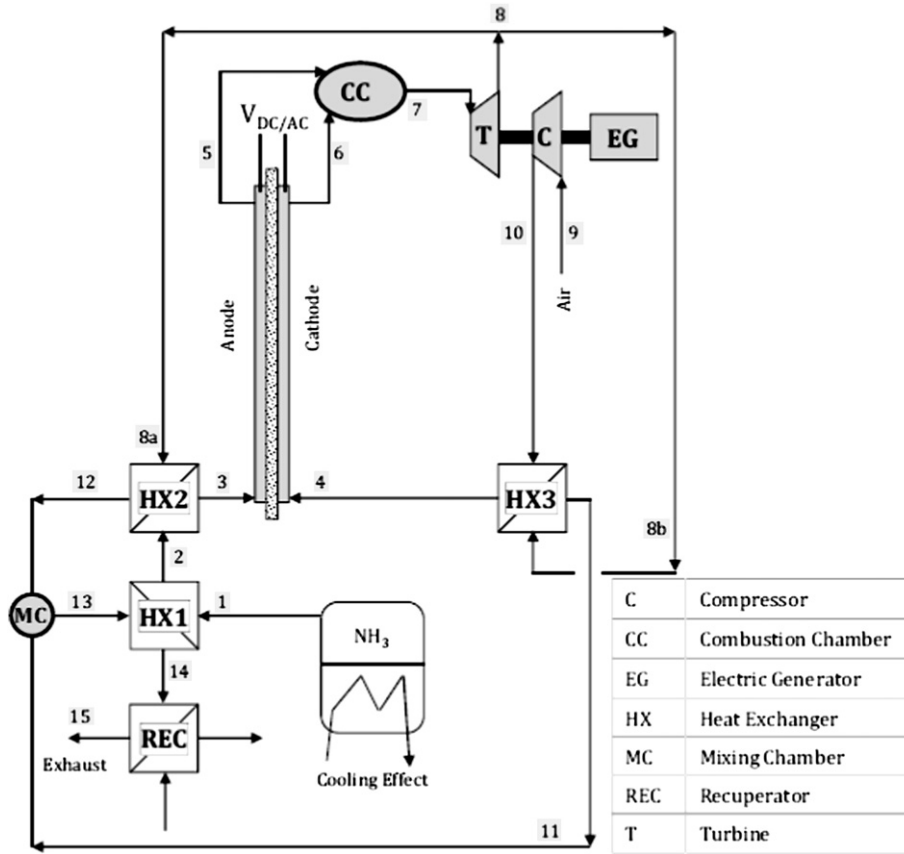 8
CC
7
V DC/AC
T
C
EG
5
6
10
9
Air
Anode
Cathode
8a
12
HX2
3
4
HX3
8b
2
MC
13
HX1
1
NH3
14
15
REC
Exhaust
Cooling Effect
11
C Compressor
CC Combustion Chamber
EG Electric Generator
HX Heat Exchanger
MC Mixing Chamber
REC Recuperator
T Turbine